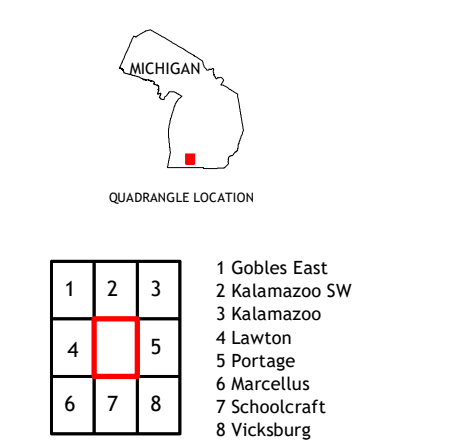 MICHIGAN
QUADRANGLE LOCATION
1 2 3
4 5
6 7 8
1 Gobles East
2 Kalamazoo SW
3 Kalamazoo
4 Lawton
5 Portage
6 Marcellus
7 Schoolcraft
8 Vicksburg